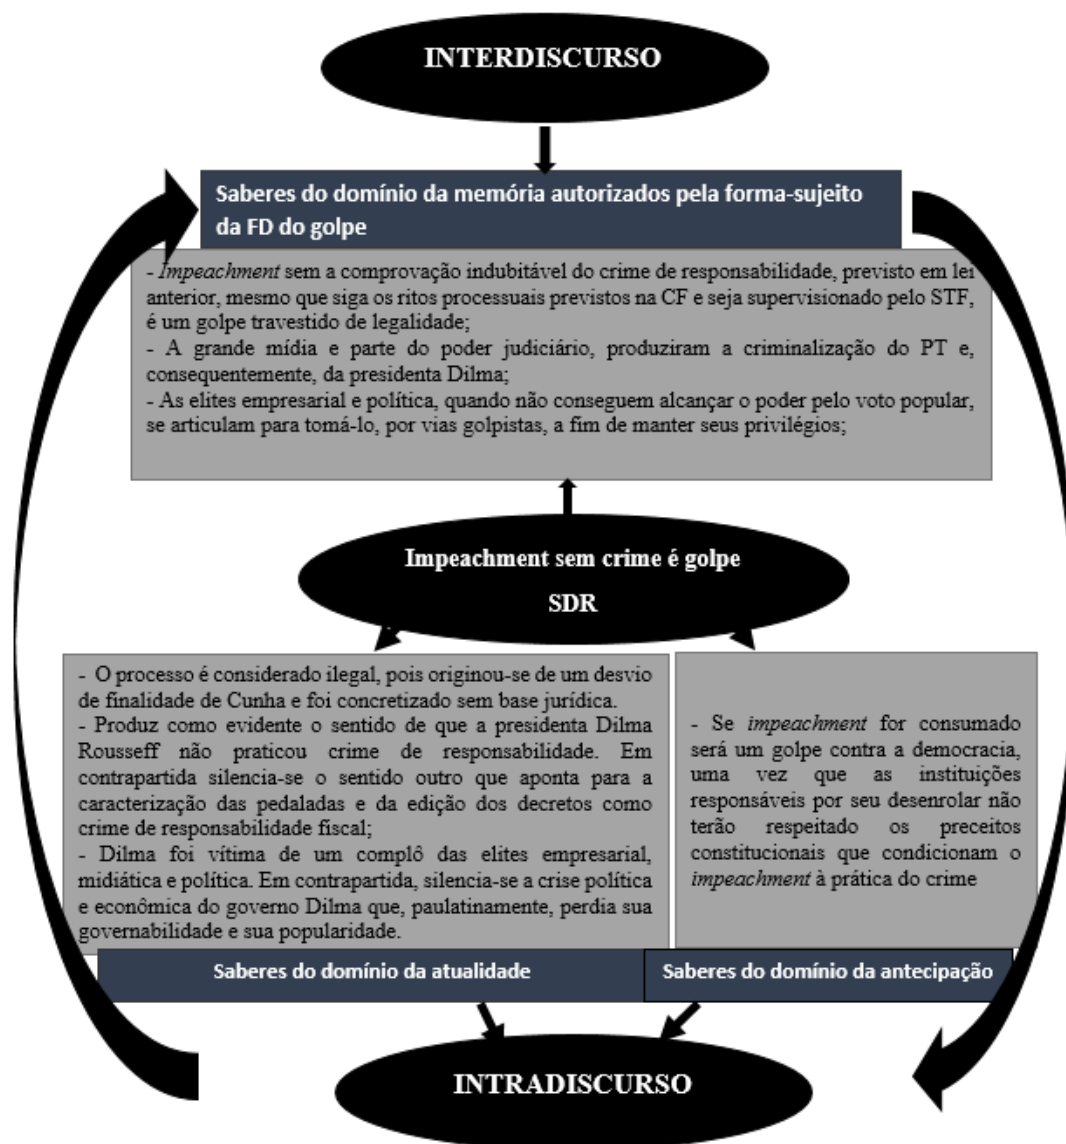 INTERDISCURSO
Saberes do domínio da memória autorizados pela forma-sujeito
da FD do golpe
- Impeachment sem a comprovação indubitável do crime de responsabilidade, previsto em lei
anterior, mesmo que siga os ritos processuais previstos na CF e seja supervisionado pelo STF,
é um golpe travestido de legalidade;
- A grande mídia e parte do poder judiciário, produziram a criminalização do PT e,
consequentemente, da presidenta Dilma;
- As elites empresarial e política, quando não conseguem alcançar o poder pelo voto popular,
se articulam para tomá-lo, por vias golpistas, a fim de manter seus privilégios;
Impeachment sem crime é golpe
SDR
- O processo é considerado ilegal, pois originou-se de um desvio
de finalidade de Cunha e foi concretizado sem base jurídica.
- Produz como evidente o sentido de que a presidenta Dilma
Rousseff não praticou crime de responsabilidade. Em
contrapartida silencia-se o sentido outro que aponta para a
caracterização das pedaladas e da edição dos decretos como
crime de responsabilidade fiscal;
- Dilma foi vítima de um complô das elites empresarial,
midiática e política. Em contrapartida, silencia-se a crise política
e econômica do governo Dilma que, paulatinamente, perdia sua
governabilidade e sua popularidade.
- Se impeachment for consumado
será um golpe contra a democracia,
uma vez que as instituições
responsáveis por seu desenrolar não
terão respeitado os preceitos
constitucionais que condicionam o
impeachment à prática do crime
Saberes do domínio da atualidade
Saberes do domínio da antecipação
INTRADISCURSO